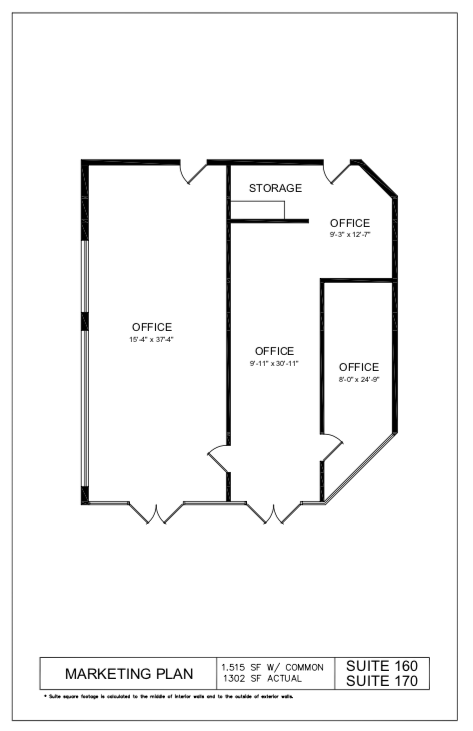 STORAGE
OFFICE
9'-3" x 12'-7"
OFFICE
15'-4" x 37'-4"
OFFICE
9'-11" x 30'-11"
OFFICE
8'-0" x 24'-9"
MARKETING PLAN
1.515 SF W/ COMMON
1302 SF ACTUAL
SUITE 160
SUITE 170
* Suite square footage is calculated to the middle of interior walls and to the outside of exterior walls.